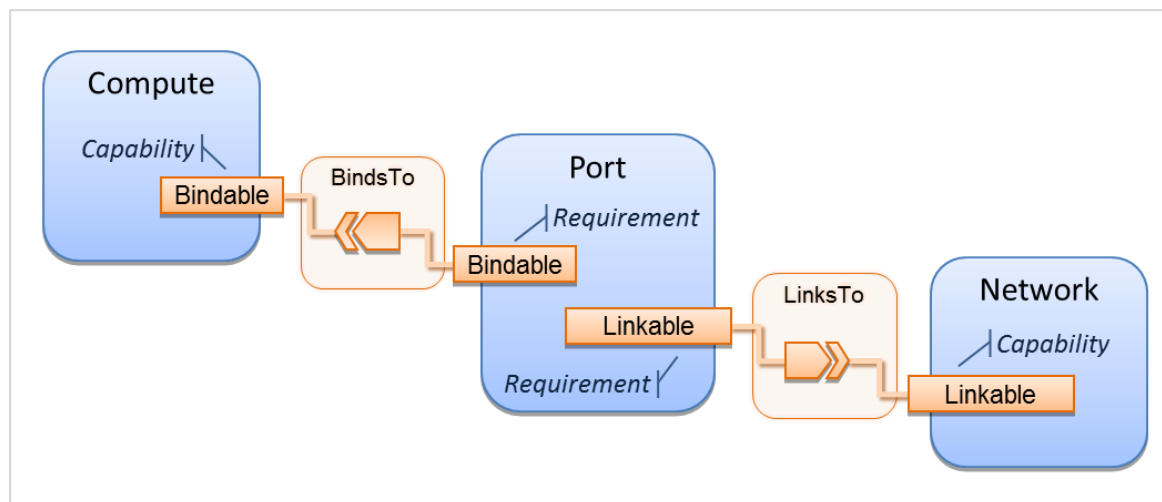 Compute
Capability
Bindable
BindsTo
Port
Requirement
Bindable
Linkable
Requirement
LinksTo
Network
Capability
Linkable